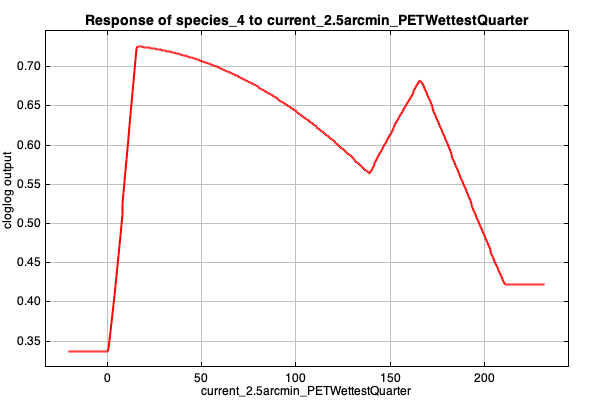 Response of species_4 to current_2.5arcmin_PETWettestQuarter
cloglog output
0.70
0.65
0.60
0.55
0.50
0.45
0.40
0.35
0 50 100 150 200
current_2.5arcmin_PETWettestQuarter